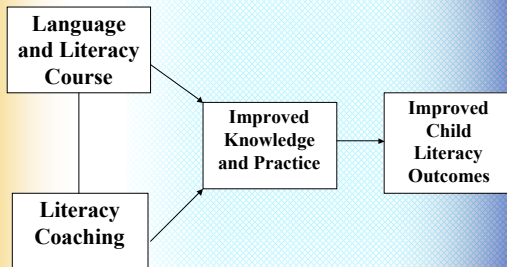 Language
and Literacy
Course
Improved
Knowledge
and Practice
Improved
Child
Literacy
Outcomes
Literacy
Coaching